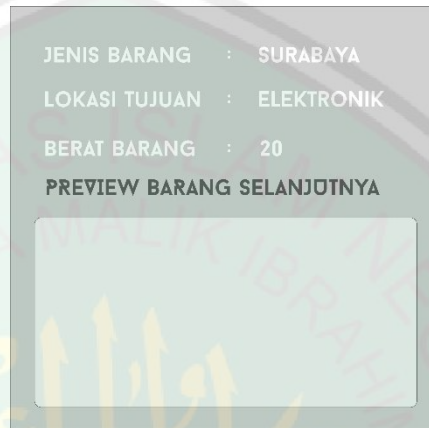 JENIS BARANG : SURABAYA
LOKASI TUJUAN : ELEKTRONIK
BERAT BARANG : 20
PREVIEW BARANG SELANJUTNYA